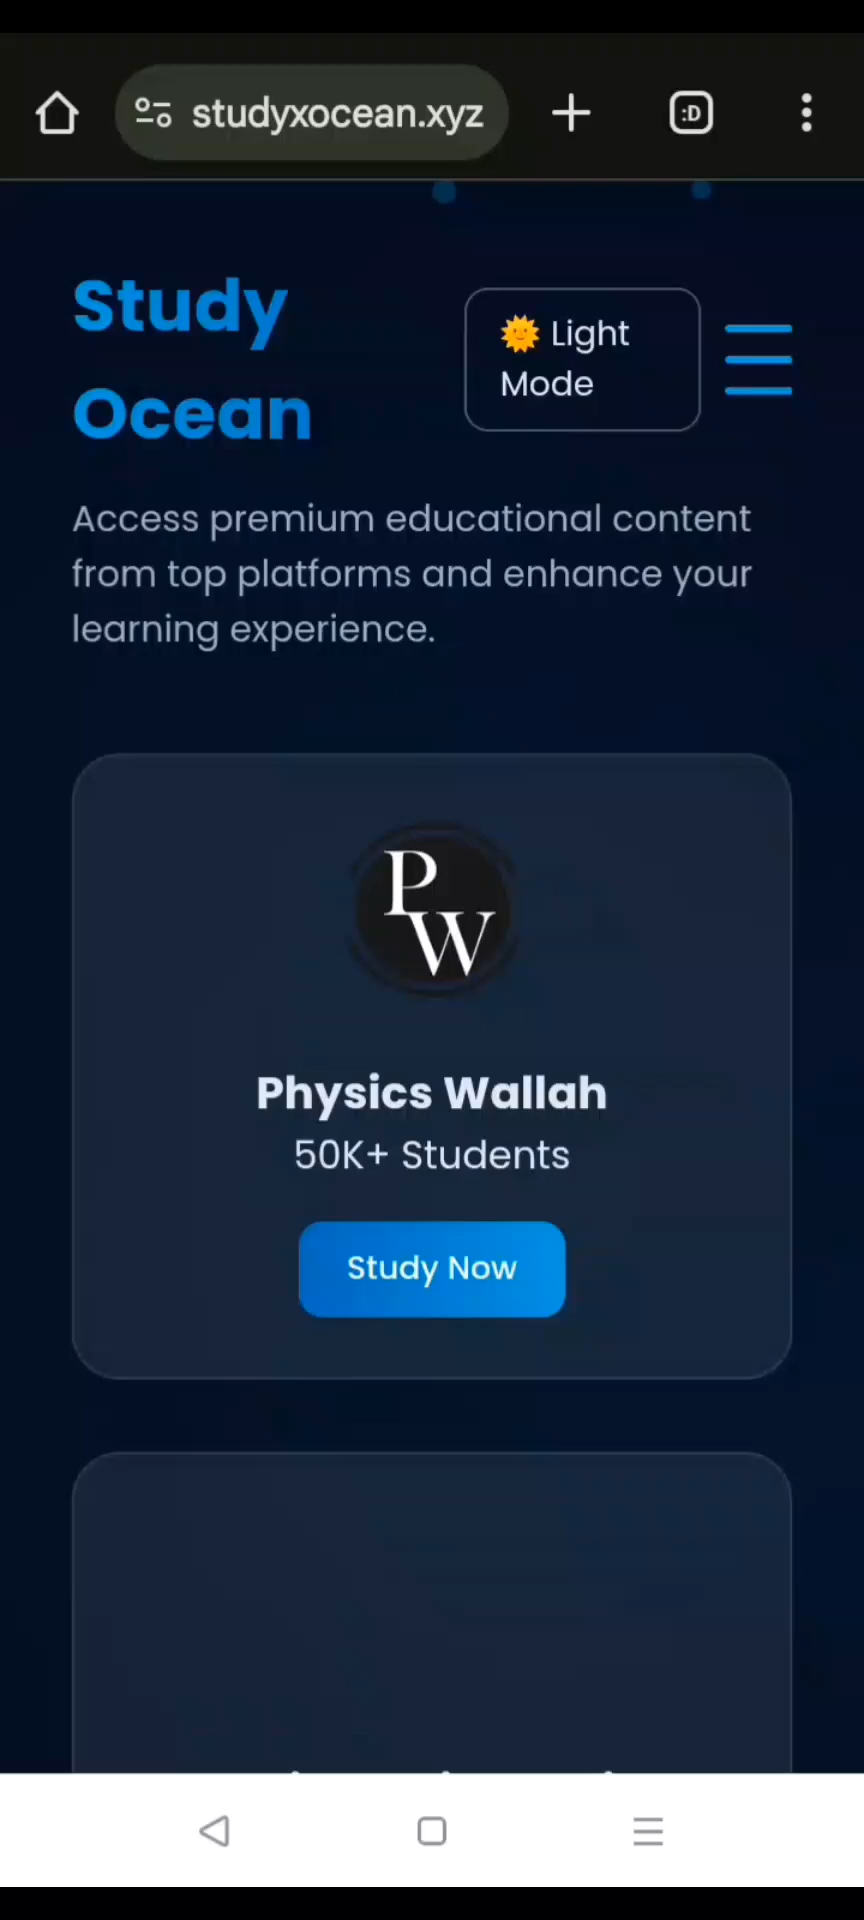 studyxocean.xyz
:D
Study
Ocean
🌞 Light
Mode
Access premium educational content
from top platforms and enhance your
learning experience.
P
W
Physics Wallah
50K+ Students
Study Now